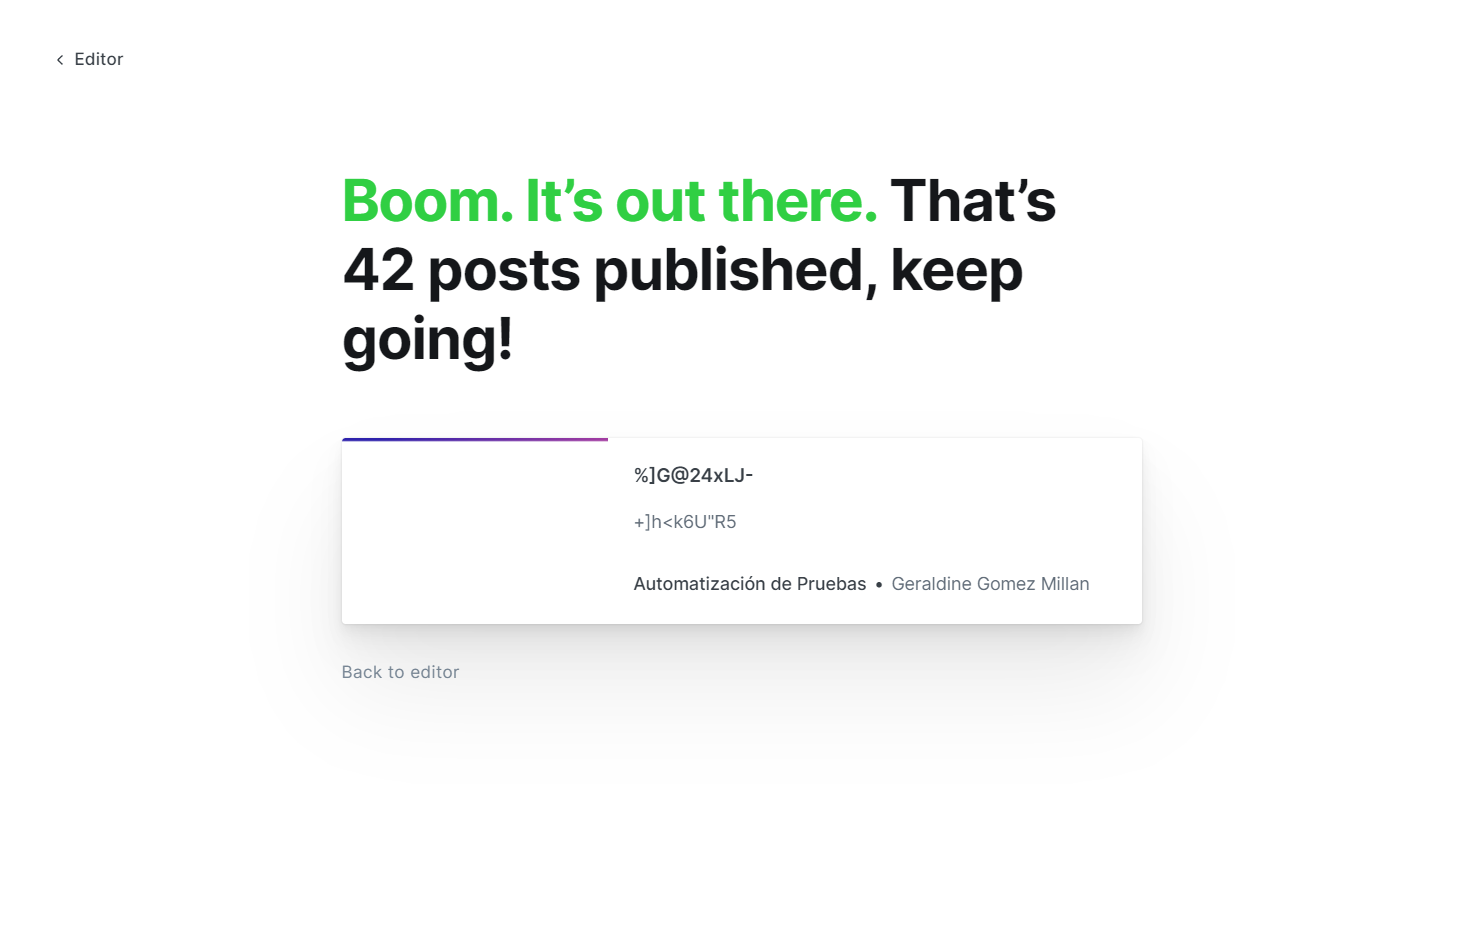 Editor
Boom. It’s out there. That’s
42 posts published, keep
going!
%]G@24xLJ-
+]h<k6U"R5
Automatización de Pruebas • Geraldine Gomez Millan
Back to editor